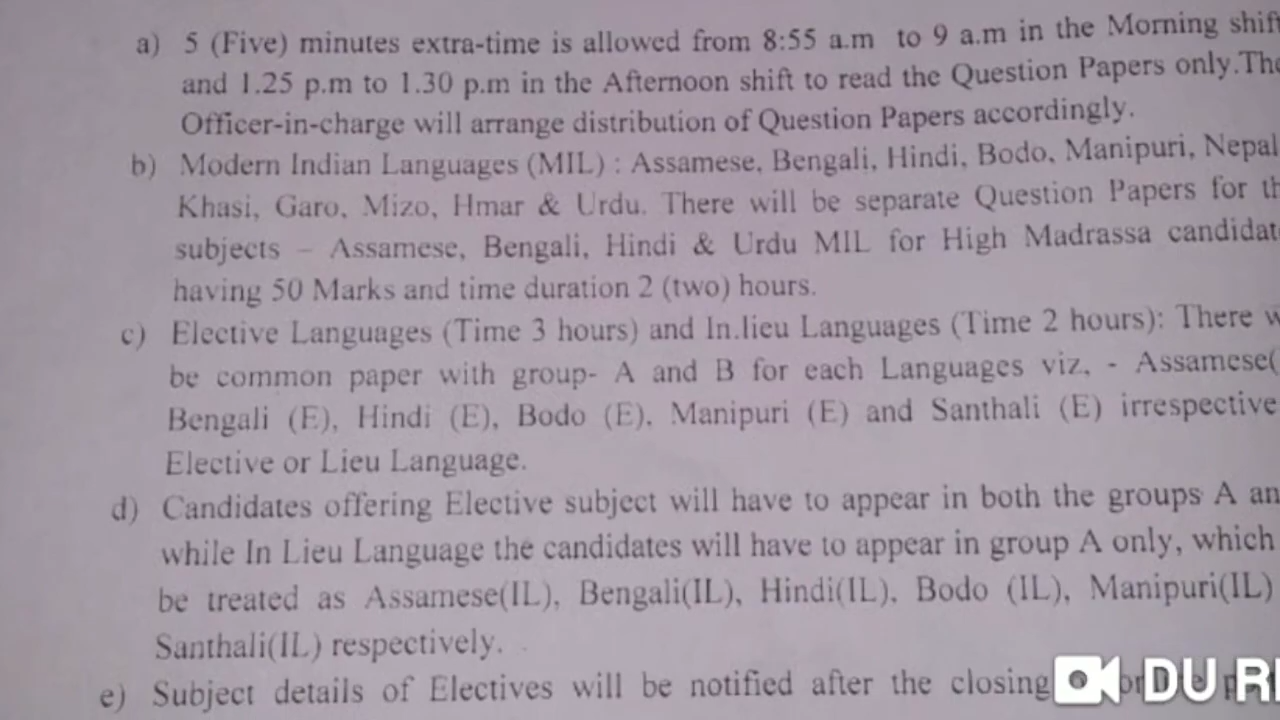 a) 5 (Five) minutes extra-time is allowed from 8:55 a.m to 9 a.m in the Morning
and 1.25 p.m to 1.30 p.m in the Afternoon shift to read the Question Papers only.
Officer-in-charge will arrange distribution of Question Papers accordingly.
b) Modern Indian Languages (MIL) : Assamese, Bengali, Hindi, Bodo, Manipuri,
Khasi, Garo, Mizo, Hmar & Urdu. There will be separate Question Papers for
subjects – Assamese, Bengali, Hindi & Urdu MIL for High Madrassa
having 50 Marks and time duration 2 (two) hours.
c) Elective Languages (Time 3 hours) and In.lieu Languages (Time 2 hours): There
be common paper with group- A and B for each Languages viz, - Assamese(
Bengali (E), Hindi (E), Bodo (E), Manipuri (E) and Santhali (E) irrespective
Elective or Lieu Language.
d) Candidates offering Elective subject will have to appear in both the groups A
while In Lieu Language the candidates will have to appear in group A only, which
be treated as Assamese(IL), Bengali(IL), Hindi(IL), Bodo (IL), Manipuri(IL)
Santhali(IL) respectively.
e) Subject details of Electives will be notified after the closing
DU